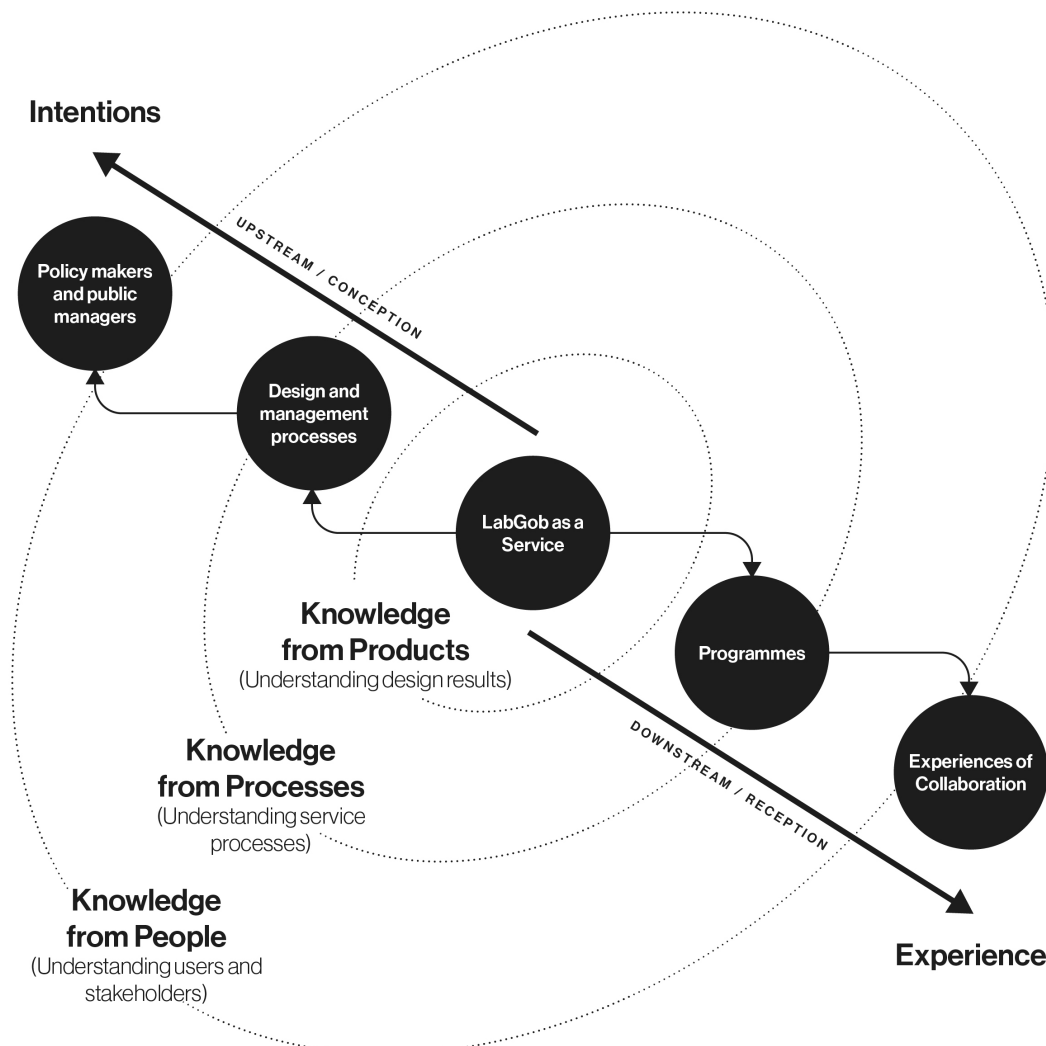 Intentions
UPSTREAM / CONCEPTION
Policy makers
and public
managers
Design and
management
processes
LabGob as a
Service
Programmes
Experiences of
Collaboration
Knowledge
from Products
(Understanding design results)
Knowledge
from Processes
(Understanding service
processes)
Knowledge
from People
(Understanding users and
stakeholders)
DOWNSTREAM / RECEPTION
Experience